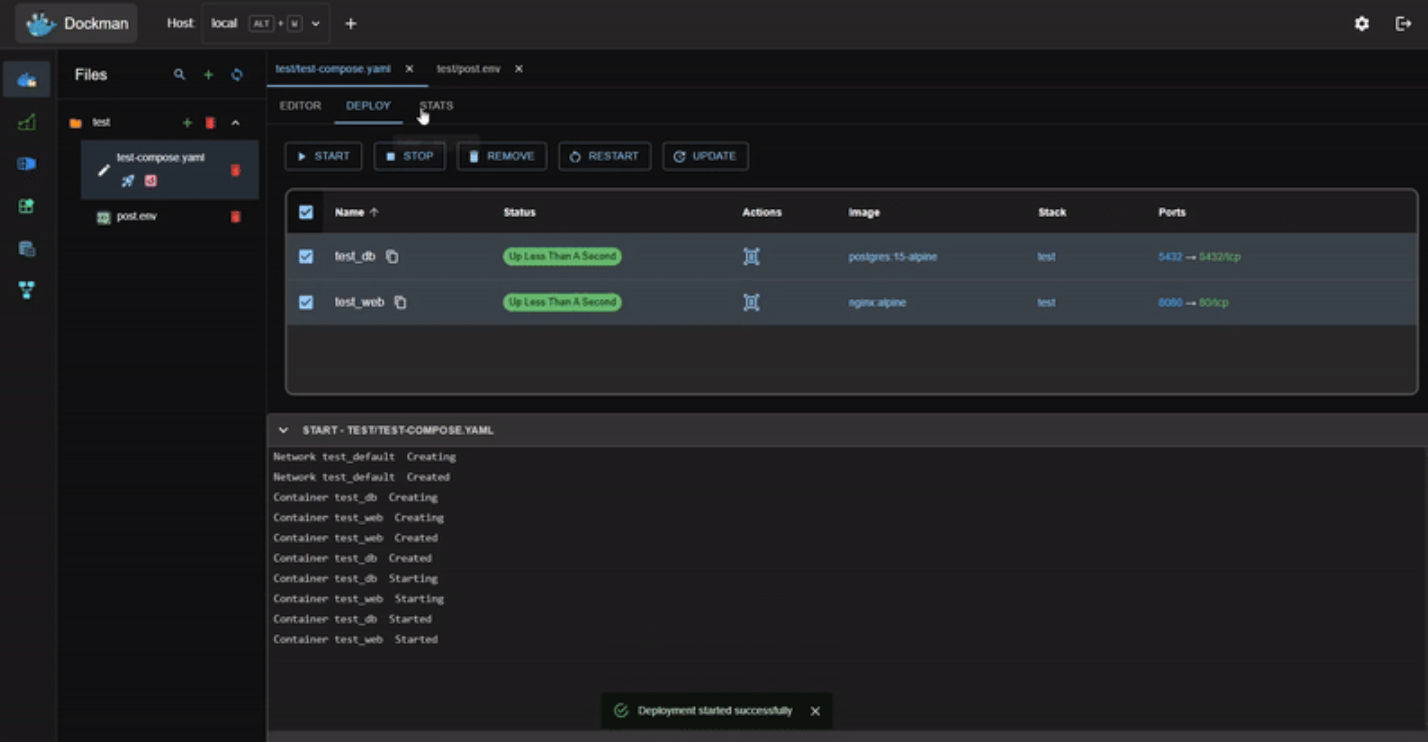 Dockman Host: local ALT + W
Files
test/test-compose.yaml test/post.env
EDITOR DEPLOY STATS
test
test-compose.yaml
post.env
START STOP REMOVE RESTART UPDATE
Name Status Actions Image Stack Ports
test_db Up Less Than A Second postgres:15-alpine test 5432 → 5432/tcp
test_web Up Less Than A Second nginx:alpine test 8080 → 80/tcp
START - TEST/TEST-COMPOSE.YAML
Network test_default Creating
Network test_default Created
Container test_db Creating
Container test_web Creating
Container test_web Created
Container test_db Created
Container test_db Starting
Container test_web Starting
Container test_db Started
Container test_web Started
Deployment started successfully